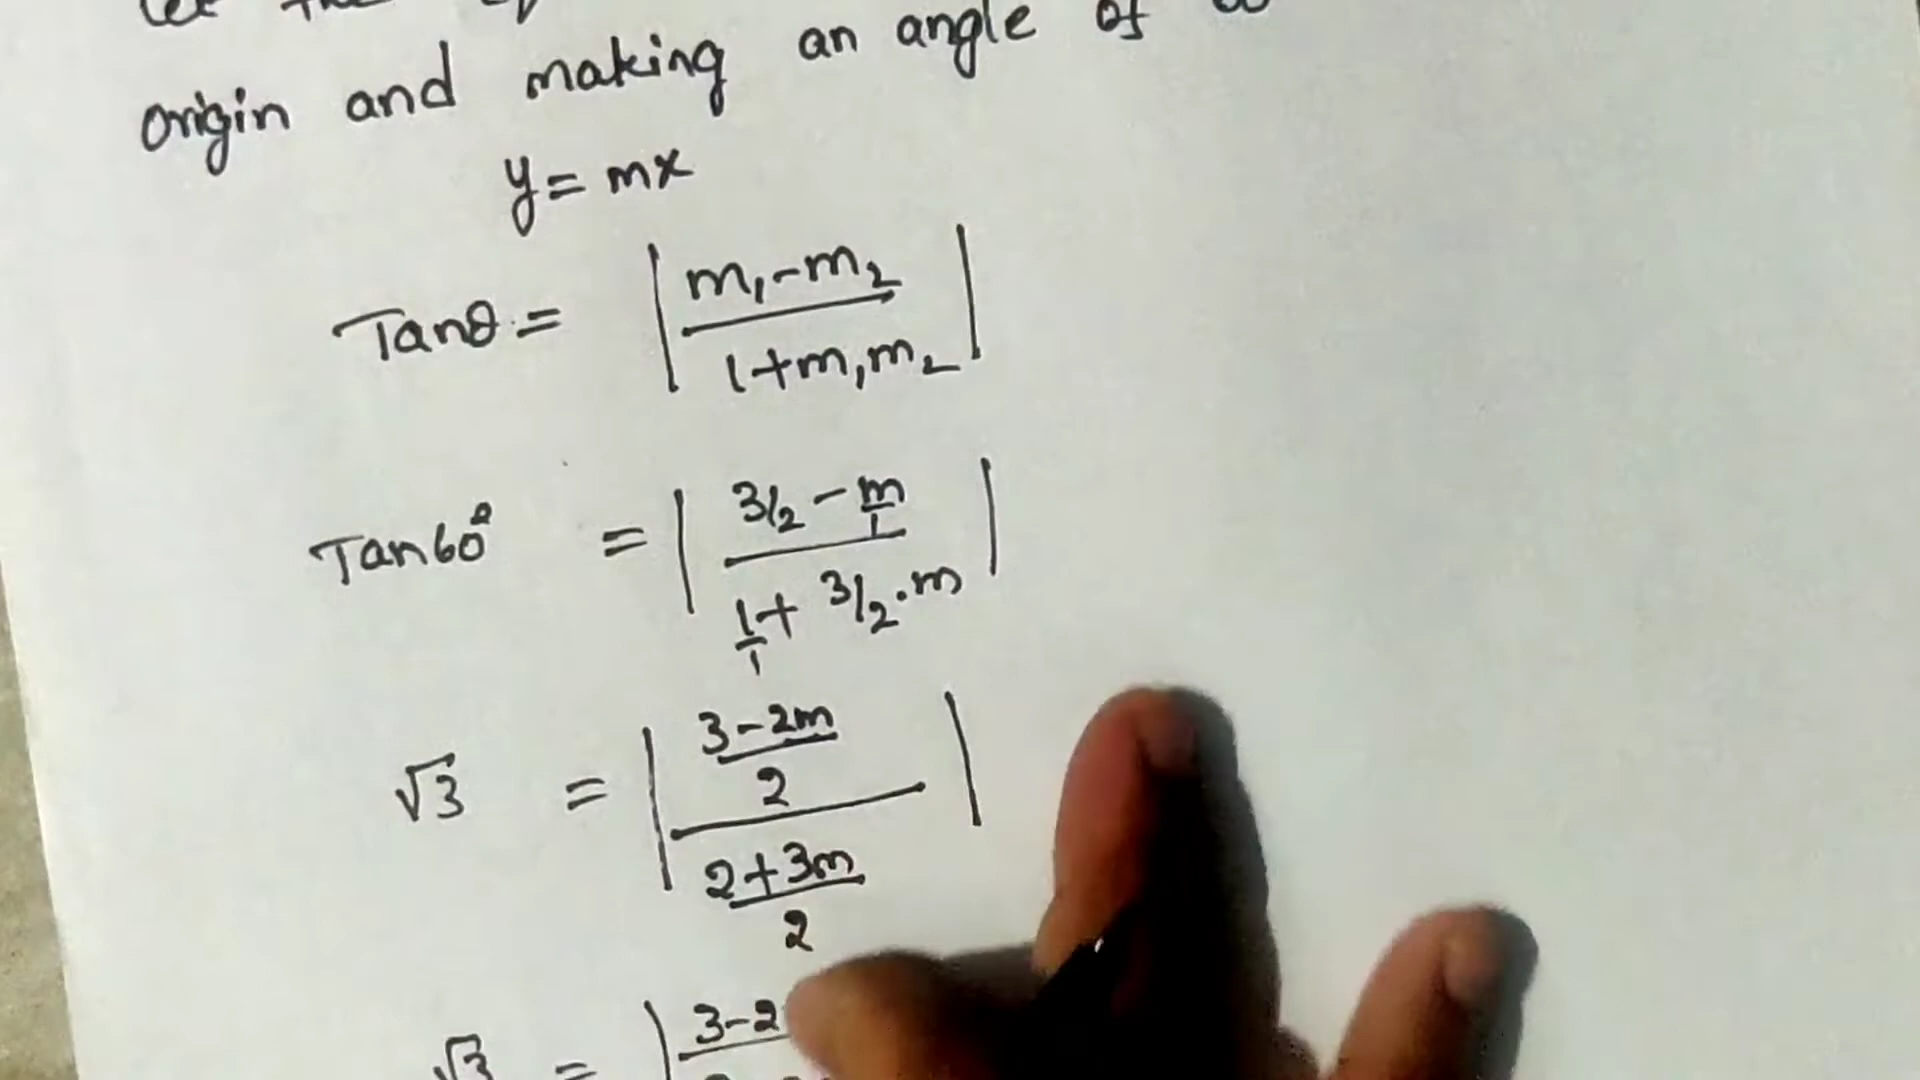 origin and making an angle of
y = mx
Tanθ = | m₁-m₂ / 1+m₁m₂ |
Tan60° = | 3/2 - m/1 / 1/1 + 3/2 . m |
√3 = | 3-2m/2 / 2+3m/2 |
√3 = | 3-2